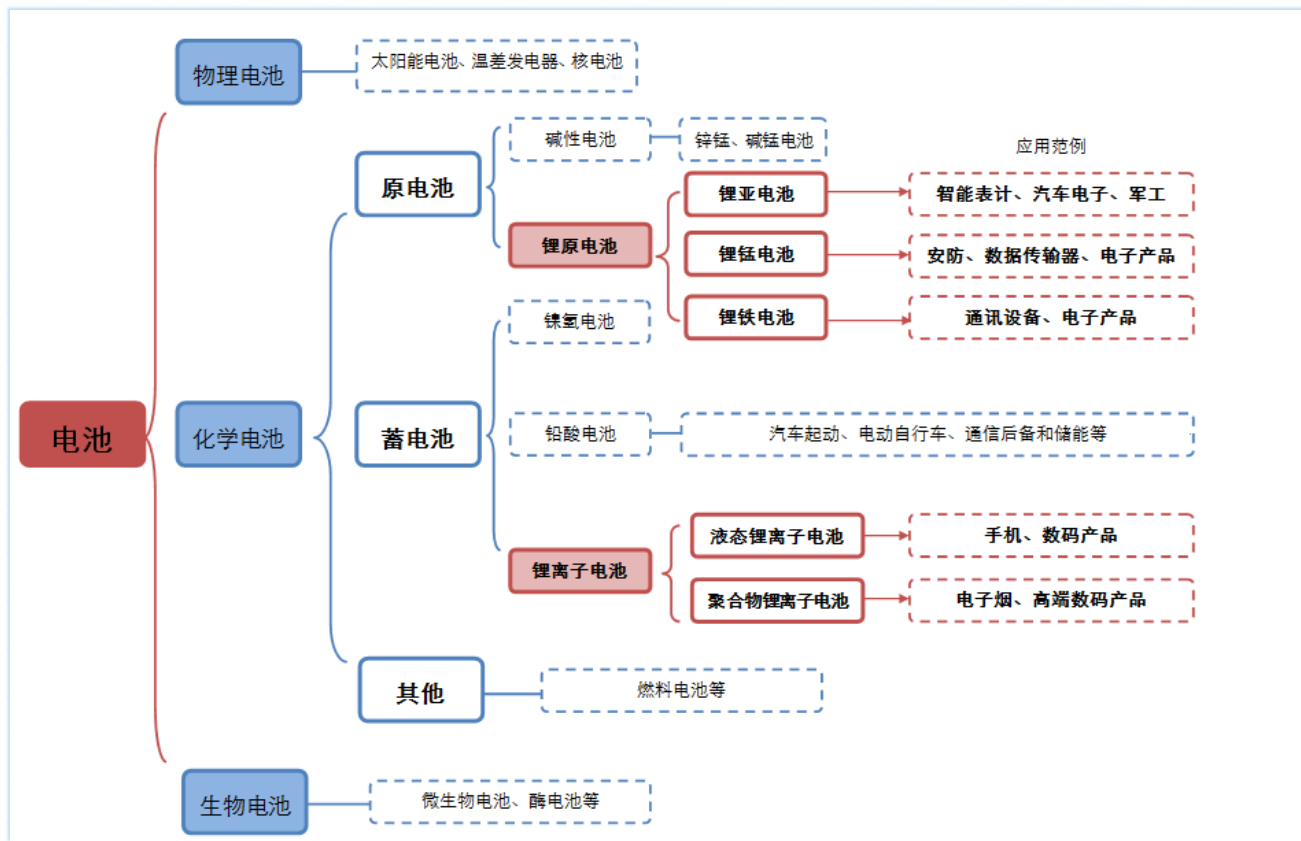 物理电池
太阳能电池、温差发电器、核电池
碱性电池
锌锰、碱锰电池
应用范例
原电池
锂亚电池
智能表计、汽车电子、军工
锂原电池
锂锰电池
安防、数据传输器、电子产品
镍氢电池
锂铁电池
通讯设备、电子产品
电池
化学电池
蓄电池
铅酸电池
汽车起动、电动自行车、通信后备和储能等
液态锂离子电池
手机、数码产品
锂离子电池
聚合物锂离子电池
电子烟、高端数码产品
其他
燃料电池等
生物电池
微生物电池、酶电池等